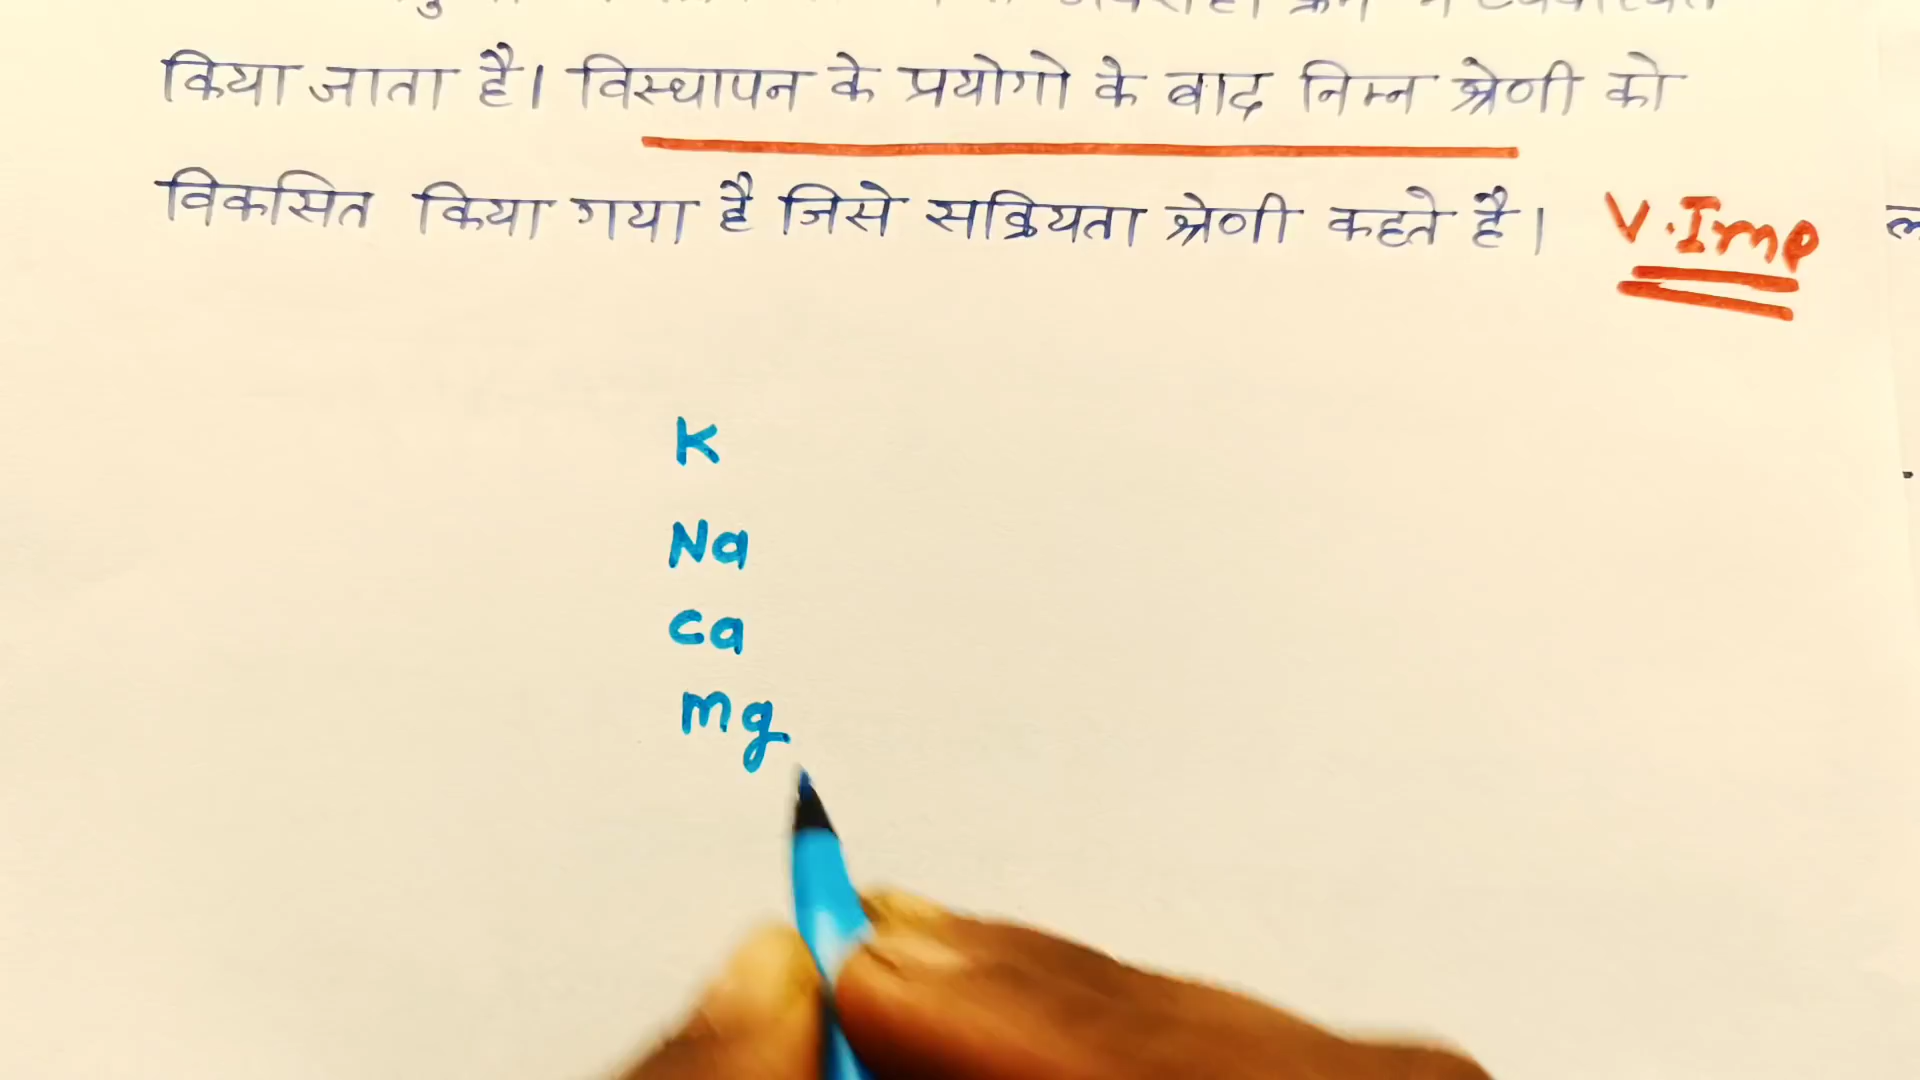 किया जाता है। विस्थापन के प्रयोगो के बाद निम्न श्रेणी को
विकसित किया गया है जिसे सक्रियता श्रेणी कहते है। V.Imp
K
Na
Ca
Mg